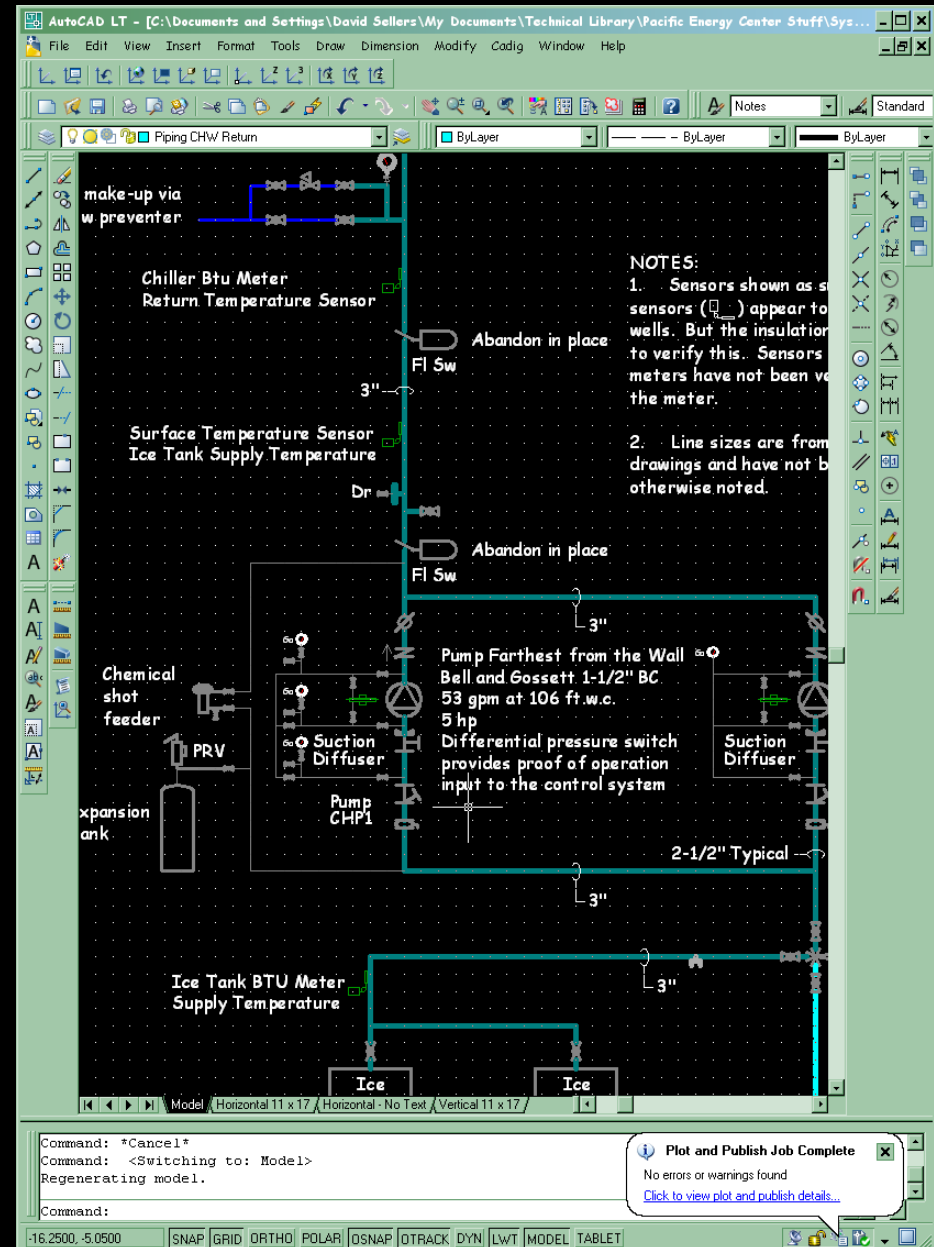 AutoCAD LT - [C:\Documents and Settings\David Sellers\My Documents\Technical Library\Pacific Energy Center Stuff\Sys...
File Edit View Insert Format Tools Draw Dimension Modify Cadig Window Help
Notes
Standard
Piping CHW Return
ByLayer
ByLayer
ByLayer
make-up via
w preventer
Chiller Btu Meter
Return Temperature Sensor
NOTES:
1. Sensors shown as s
sensors ( ) appear to
wells. But the insulation
to verify this. Sensors
meters have not been ve
the meter.
2. Line sizes are from
drawings and have not b
otherwise noted.
Abandon in place
Fl Sw
3"
Surface Temperature Sensor
Ice Tank Supply Temperature
Dr
Abandon in place
Fl Sw
3"
Pump Farthest from the Wall
Bell and Gossett 1-1/2" BC
53 gpm at 106 ft.w.c.
5 hp
Differential pressure switch
provides proof of operation
input to the control system
Chemical
shot
feeder
PRV
Suction
Diffuser
Suction
Diffuser
Pump
CHP1
xpansion
ank
2-1/2" Typical
3"
3"
Ice Tank BTU Meter
Supply Temperature
Ice
Ice
Model Horizontal 11 x 17 Horizontal - No Text Vertical 11 x 17
Command: *Cancel*
Command: <Switching to: Model>
Regenerating model.
Command:
Plot and Publish Job Complete
No errors or warnings found
Click to view plot and publish details...
-16.2500, -5.0500 SNAP GRID ORTHO POLAR OSNAP OTRACK DYN LWT MODEL TABLET